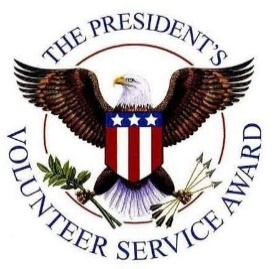 THE PRESIDENT'S
VOLUNTEER SERVICE AWARD